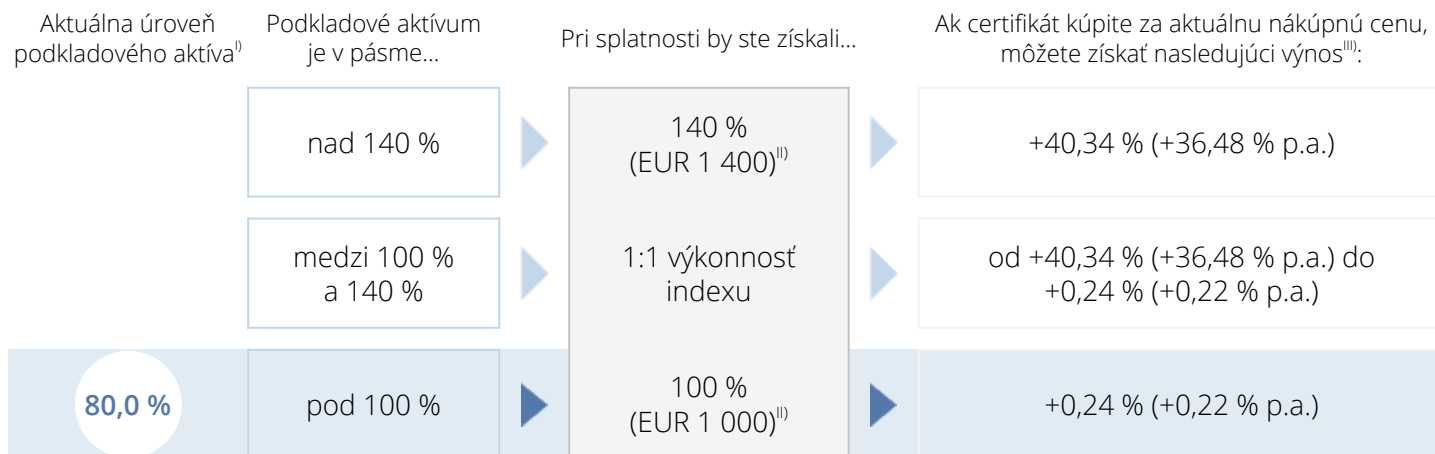 Aktuálna úroveň
podkladového aktíva^I)
Podkladové aktívum
je v pásme...
Pri splatnosti by ste získali...
Ak certifikát kúpite za aktuálnu nákupnú cenu,
môžete získať nasledujúci výnos^III):
nad 140 %
140 %
(EUR 1 400)^II)
+40,34 % (+36,48 % p.a.)
medzi 100 %
a 140 %
1:1 výkonnosť
indexu
od +40,34 % (+36,48 % p.a.) do
+0,24 % (+0,22 % p.a.)
80,0 %
pod 100 %
100 %
(EUR 1 000)^II)
+0,24 % (+0,22 % p.a.)